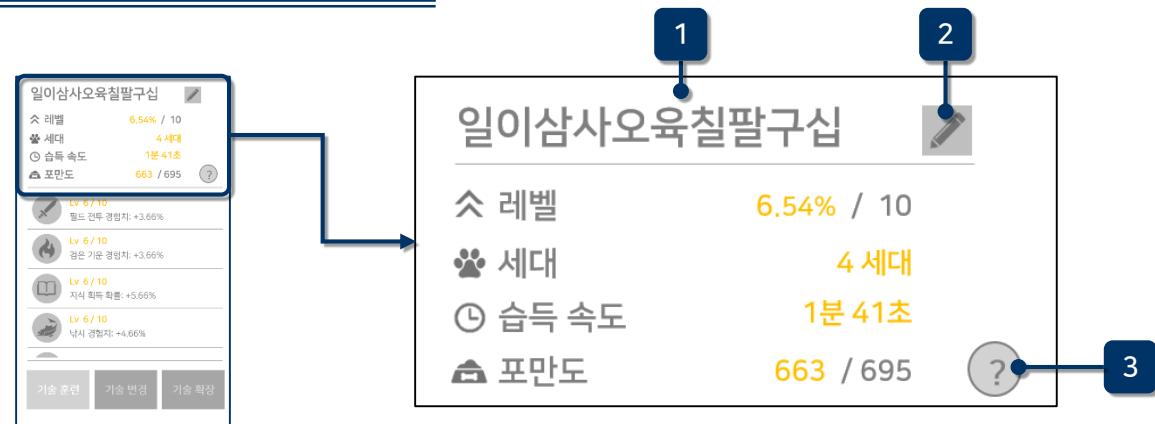 일이삼사오육칠팔구십
레벨 6.54% / 10
세대 4 세대
습득 속도 1분 41초
포만도 663 / 695 ?
Lv 6 / 10
필드 전투 경험치: +3.66%
Lv 6 / 10
검은 기운 경험치: +3.66%
Lv 6 / 10
지식 획득 확률: +5.66%
Lv 6 / 10
낚시 경험치: +4.66%
기술 훈련 기술 변경 기술 확장
1
2
일이삼사오육칠팔구십
레벨 6.54% / 10
세대 4 세대
습득 속도 1분 41초
포만도 663 / 695 ?
3